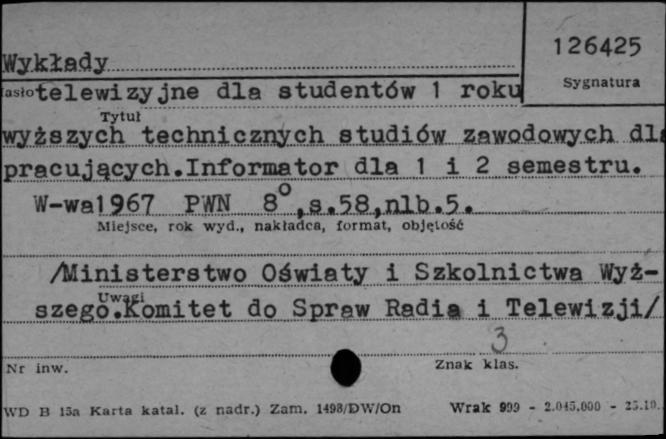 126425
Sygnatura
Wykłady
asło telewizyjne dla studentów 1 roku
Tytuł
wyższych technicznych studiów zawodowych dla
pracujących.Informator dla 1 i 2 semestru.
W-wa1967 PWN 8°,s.58,nlb.5.
Miejsce, rok wyd., nakładca, format, objętość
/Ministerstwo Oświaty i Szkolnictwa Wyż-
Uwagi
szego.Komitet do Spraw Radia i Telewizji/
3
Nr inw.
Znak klas.
WD B 15a Karta katal. (z nadr.) Zam. 1498/DW/On Wrak 999 - 2.045.000 - 25.10.